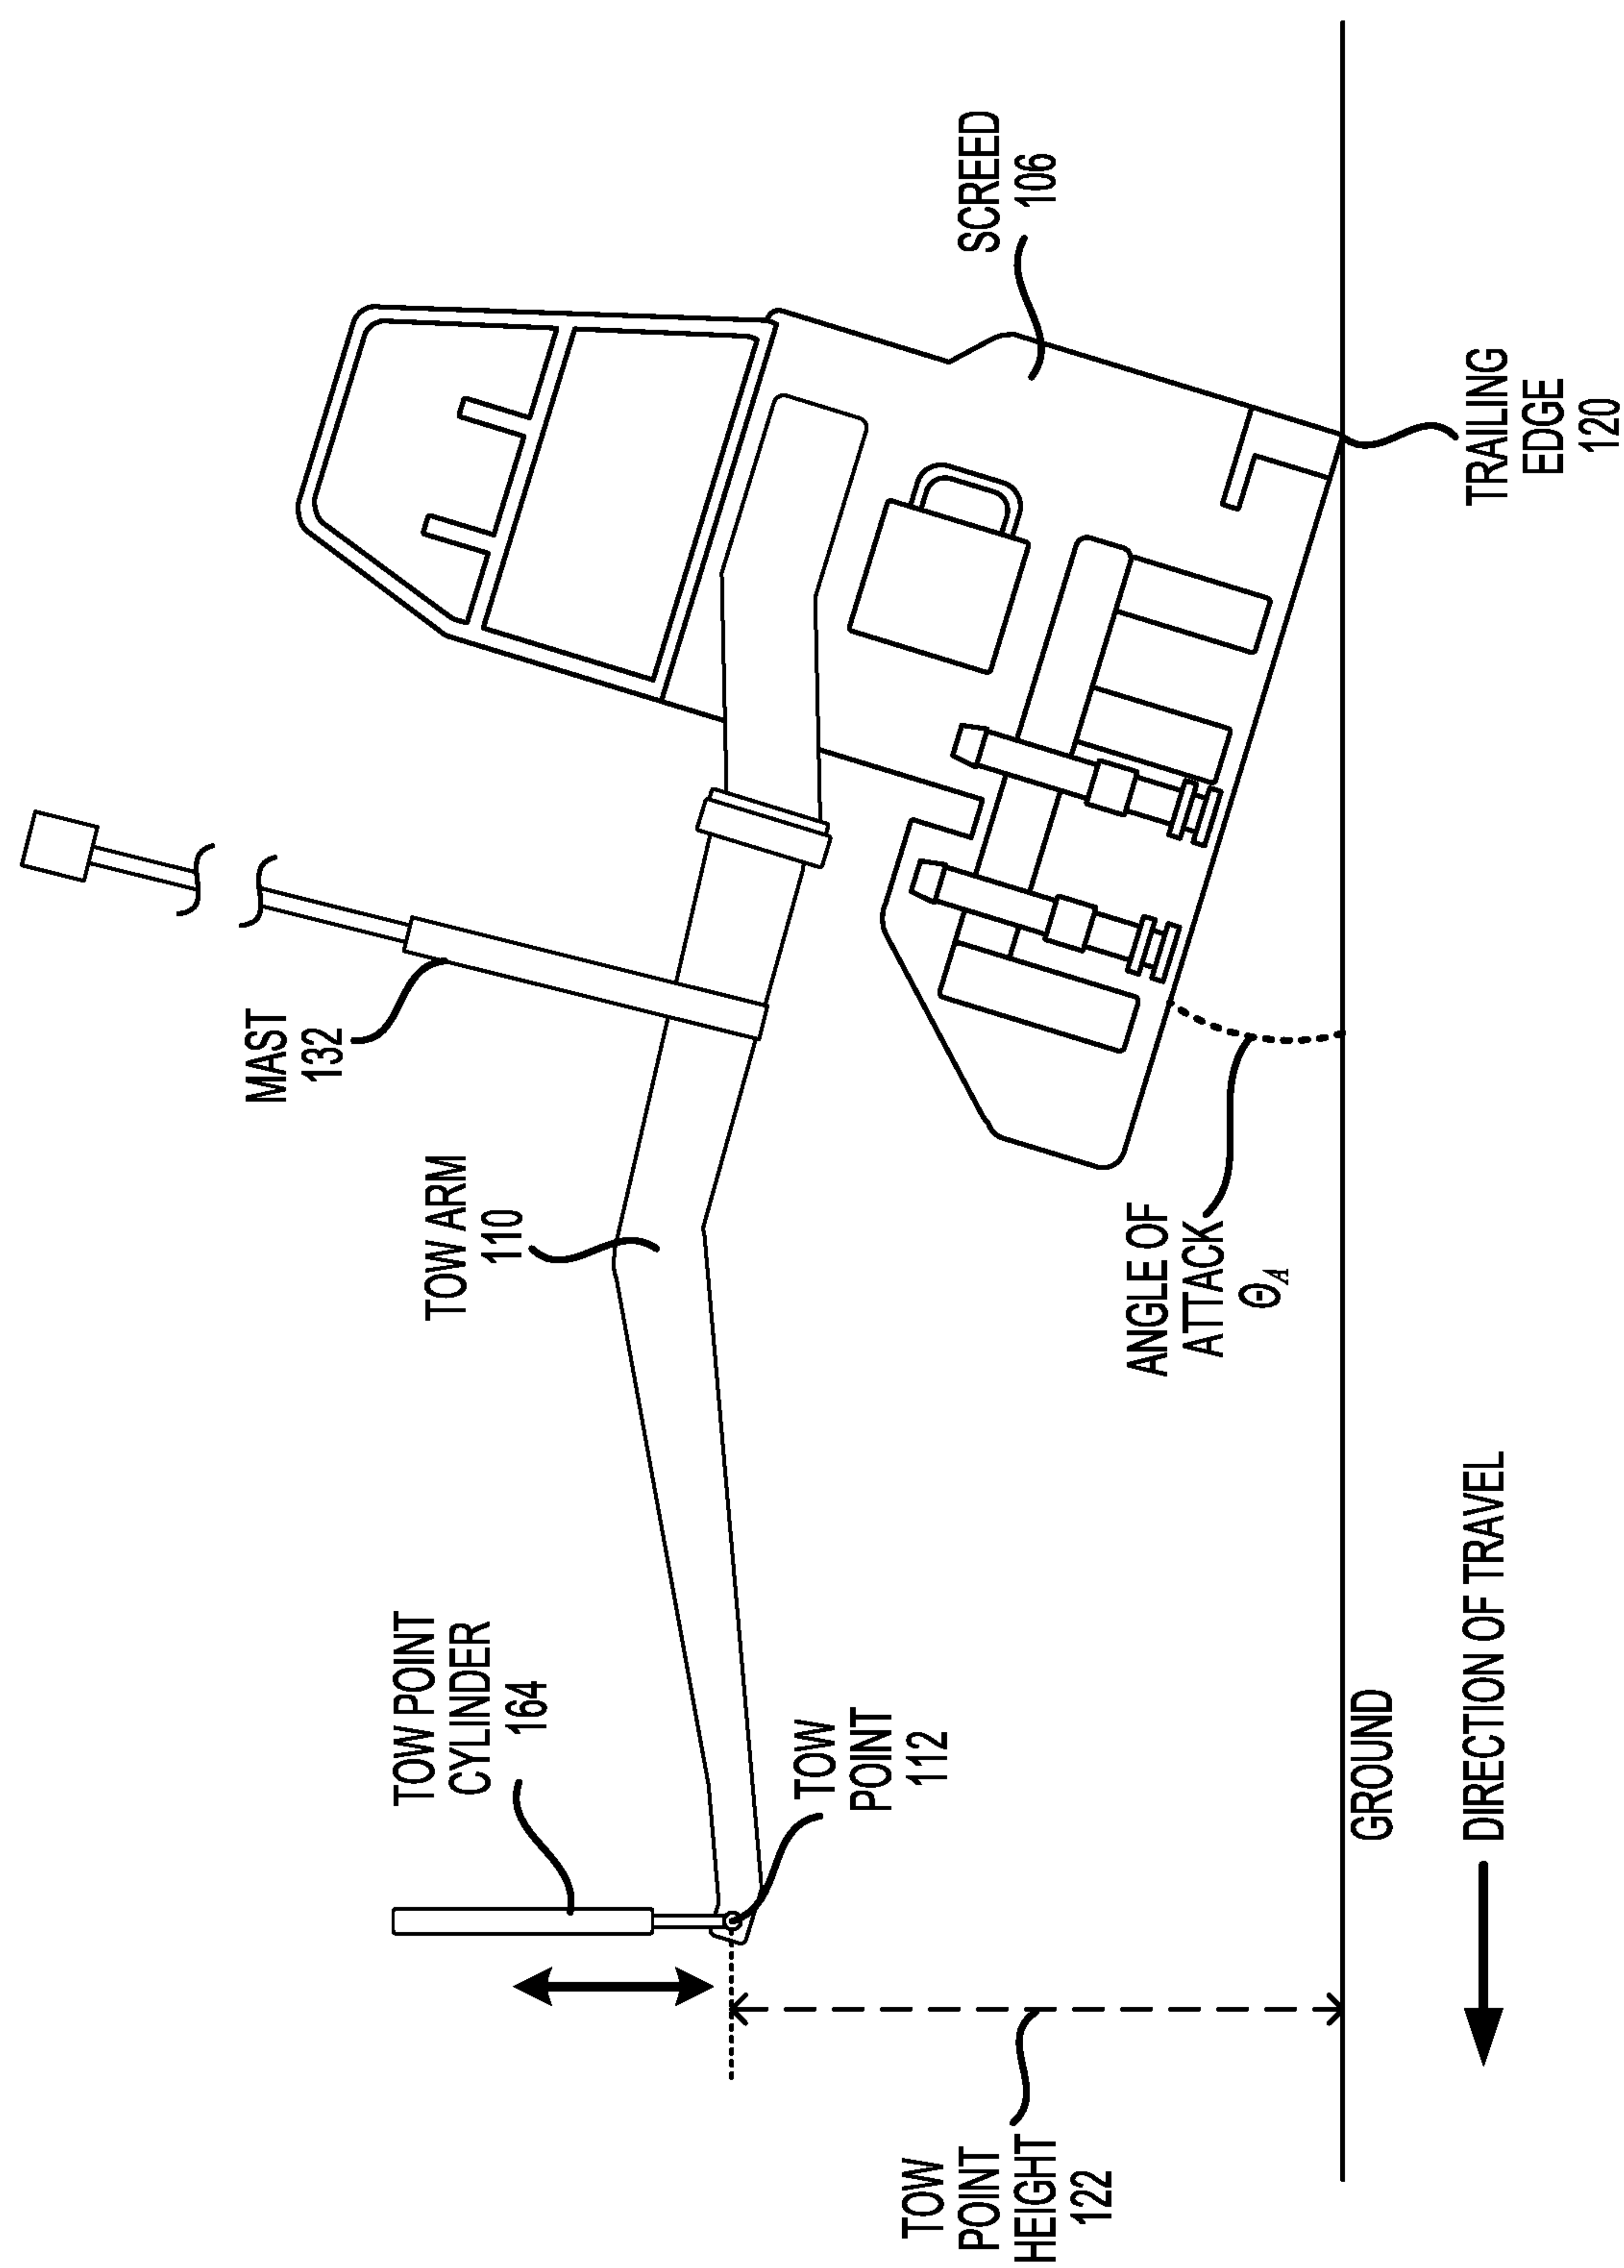 SCREED
106
MAST
132
TOW ARM
110
TOW POINT
CYLINDER
164
TOW
POINT
112
TRAILING
EDGE
120
ANGLE OF
ATTACK
Θ_A
TOW
POINT
HEIGHT
122
GROUND
DIRECTION OF TRAVEL